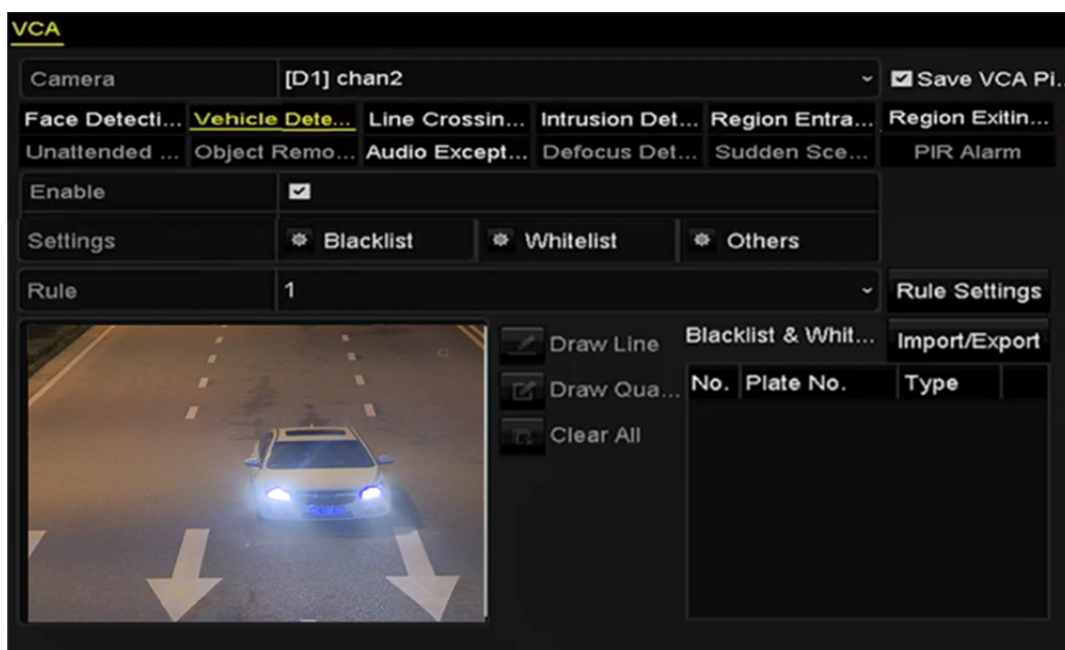 VCA
Camera [D1] chan2 Save VCA Pi..
Face Detecti... Vehicle Dete... Line Crossin... Intrusion Det... Region Entra... Region Exitin...
Unattended ... Object Remo... Audio Except... Defocus Det... Sudden Sce... PIR Alarm
Enable
Settings Blacklist Whitelist Others
Rule 1 Rule Settings
Draw Line Blacklist & Whit... Import/Export
Draw Qua... No. Plate No. Type
Clear All